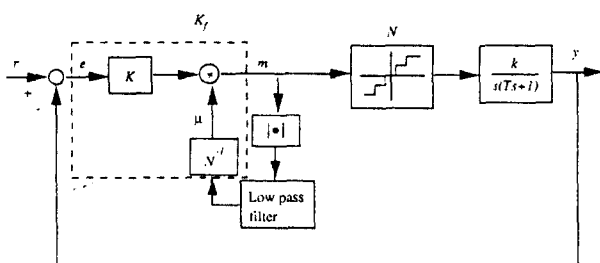 K_f
N
r
e
K
*
m
k
s(Ts+1)
y
+
-
μ
|•|
N^-1
Low pass
filter